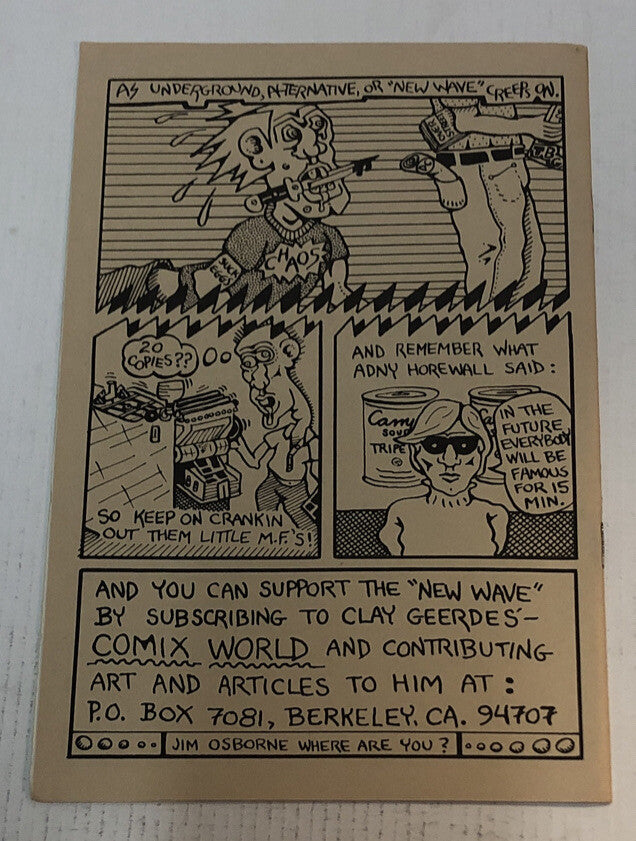 AS UNDERGROUND, ALTERNATIVE, OR "NEW WAVE" CREEPS ON.
CHAOS
20
COPIES??
SO KEEP ON CRANKIN
OUT THEM LITTLE M.F.'S!
AND REMEMBER WHAT
ADNY HOREWALL SAID :
Camy
SOUP
TRIPE
IN THE
FUTURE
EVERYBODY
WILL BE
FAMOUS
FOR 15
MIN.
AND YOU CAN SUPPORT THE "NEW WAVE"
BY SUBSCRIBING TO CLAY GEERDES'–
COMIX WORLD AND CONTRIBUTING
ART AND ARTICLES TO HIM AT :
P.O. BOX 7081, BERKELEY, CA. 94707
JIM OSBORNE WHERE ARE YOU ?